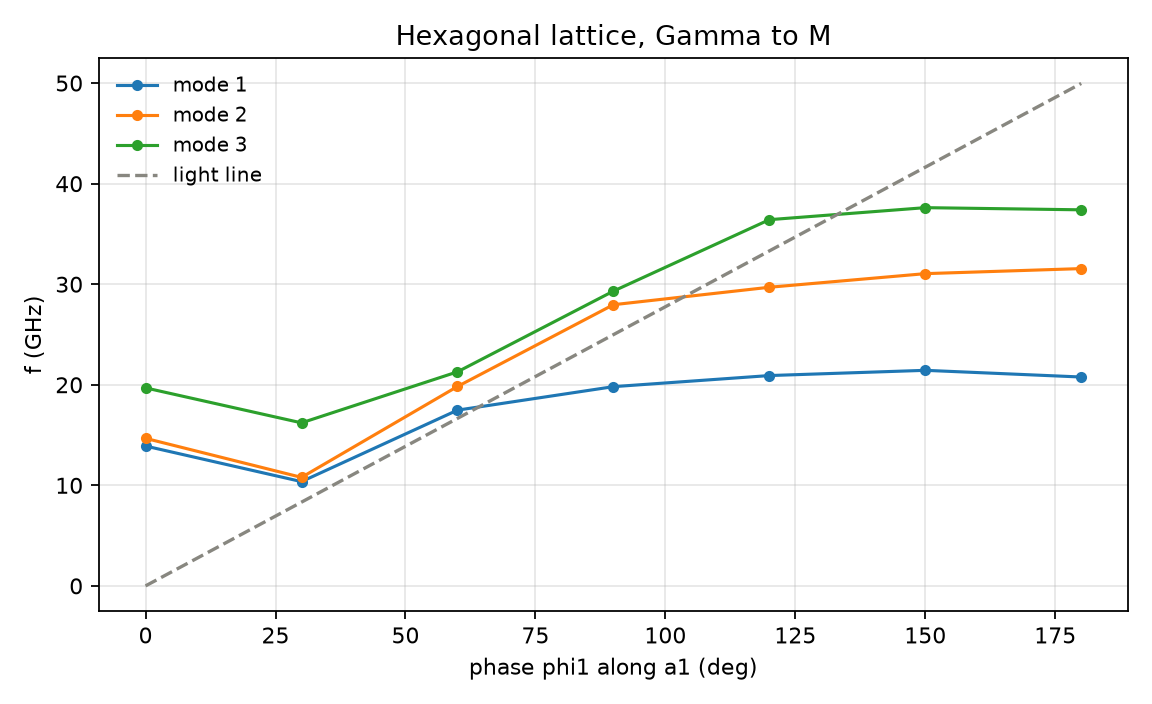 Hexagonal lattice, Gamma to M
mode 1
mode 2
mode 3
light line
50
40
30
20
10
0
f (GHz)
0 25 50 75 100 125 150 175
phase phi1 along a1 (deg)